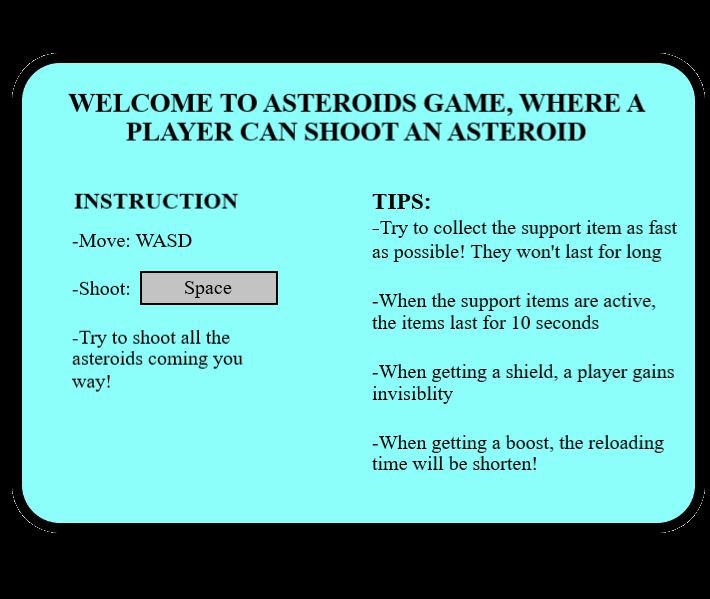 WELCOME TO ASTEROIDS GAME, WHERE A
PLAYER CAN SHOOT AN ASTEROID
INSTRUCTION
-Move: WASD
-Shoot: Space
-Try to shoot all the
asteroids coming you
way!
TIPS:
-Try to collect the support item as fast
as possible! They won't last for long
-When the support items are active,
the items last for 10 seconds
-When getting a shield, a player gains
invisiblity
-When getting a boost, the reloading
time will be shorten!